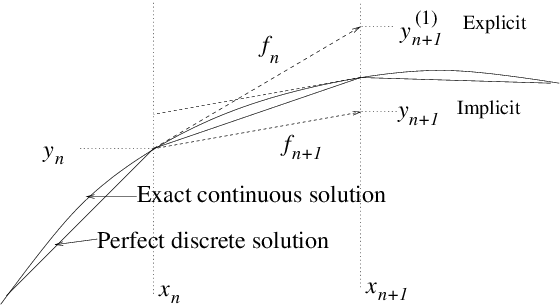 y_{n+1}^{(1)} Explicit
f_n
y_{n+1} Implicit
y_n
f_{n+1}
Exact continuous solution
Perfect discrete solution
x_n
x_{n+1}